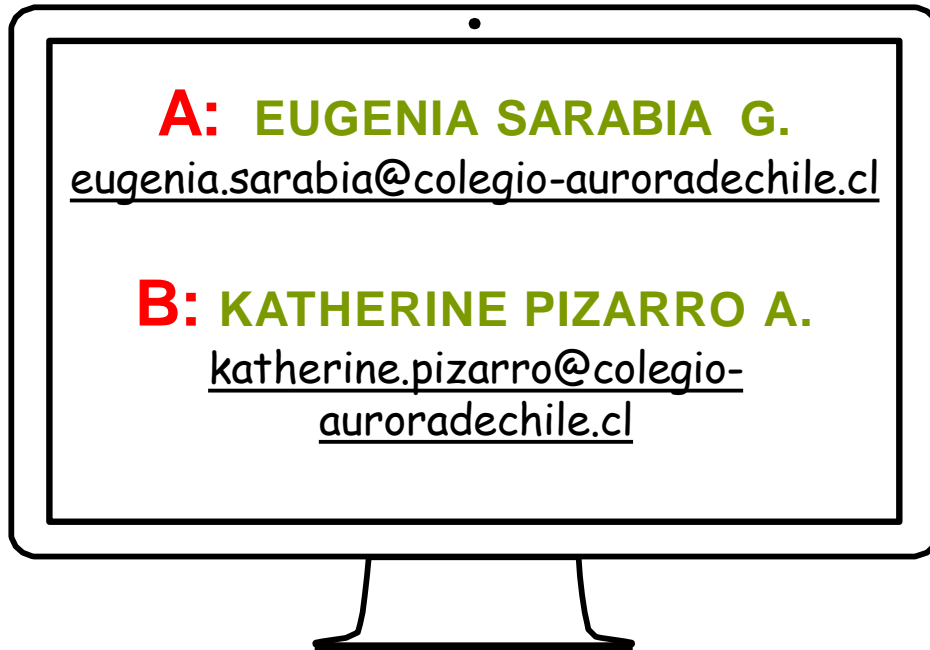 A: EUGENIA SARABIA G.
eugenia.sarabia@colegio-auroradechile.cl
B: KATHERINE PIZARRO A.
katherine.pizarro@colegio-
auroradechile.cl